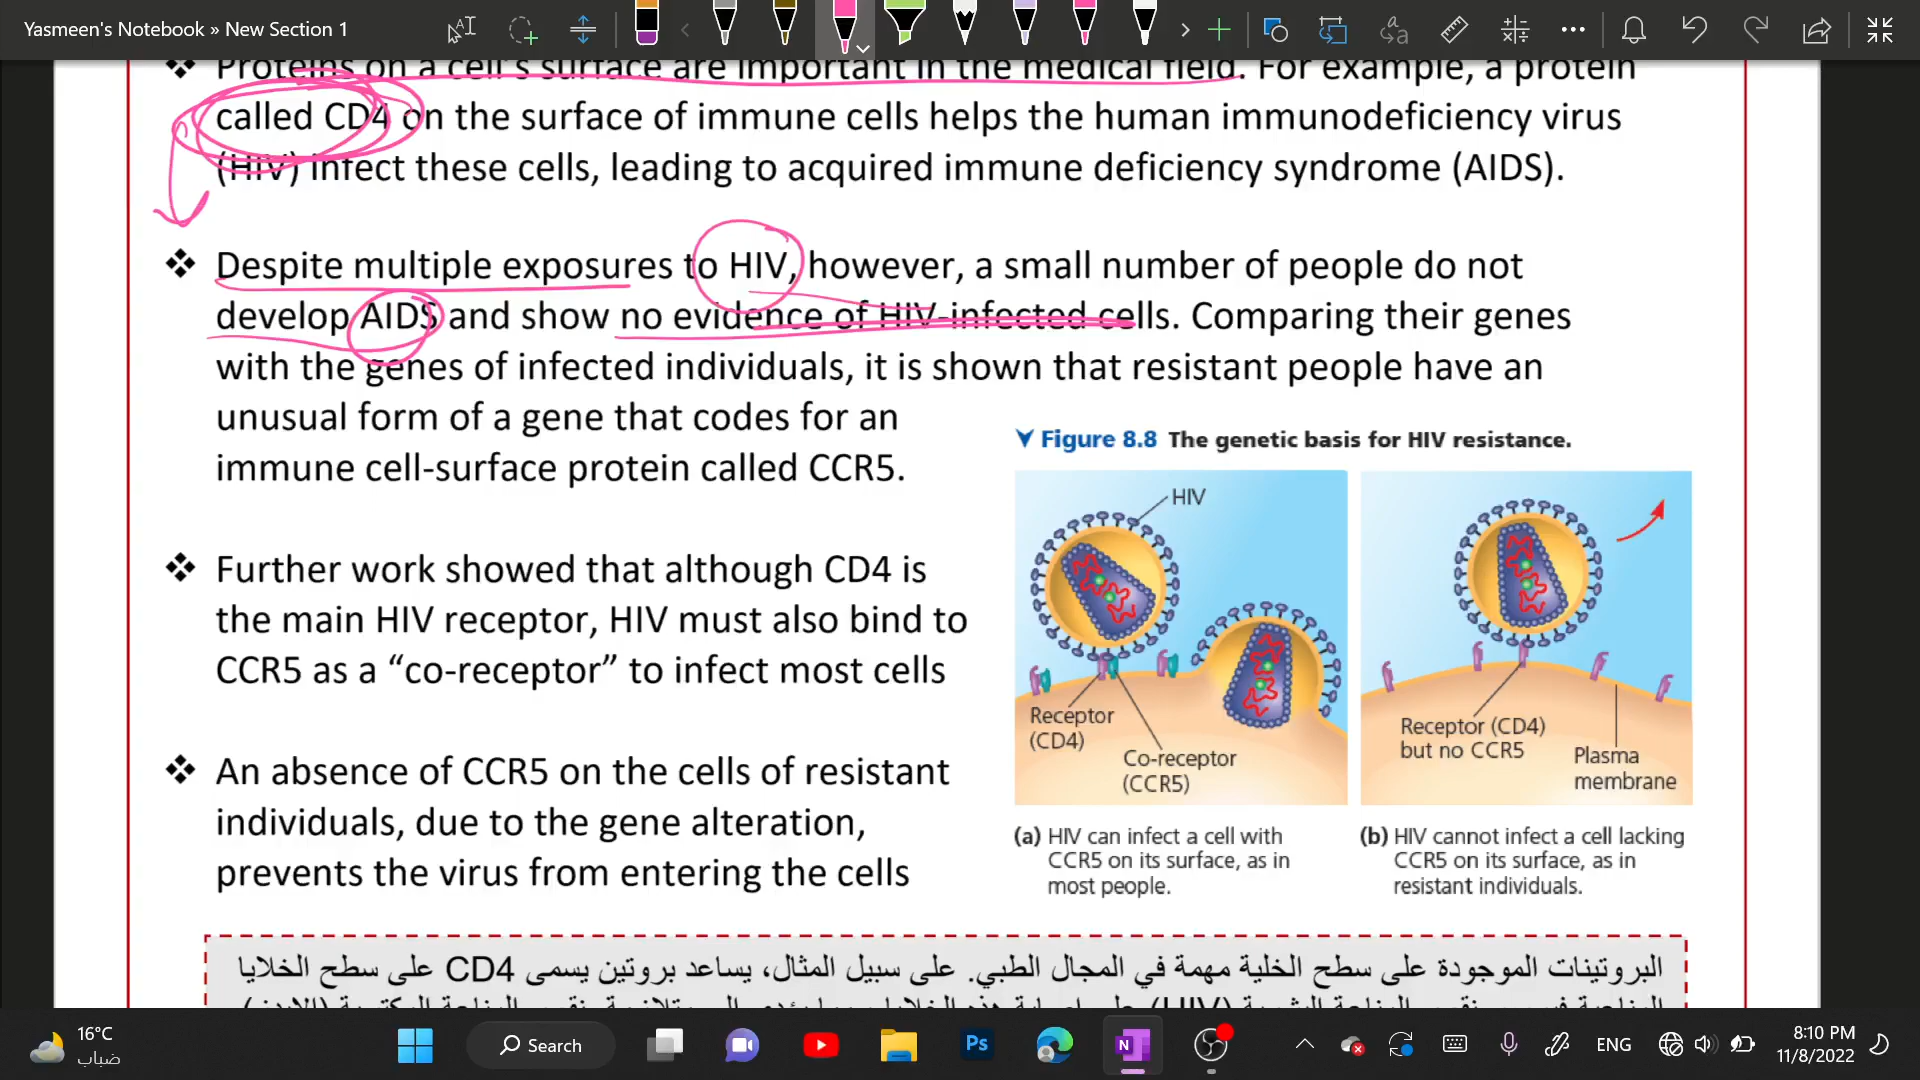 Yasmeen's Notebook » New Section 1
❖ Proteins on a cell's surface are important in the medical field. For example, a protein
called CD4 on the surface of immune cells helps the human immunodeficiency virus
(HIV) infect these cells, leading to acquired immune deficiency syndrome (AIDS).
❖ Despite multiple exposures to HIV, however, a small number of people do not
develop AIDS and show no evidence of HIV-infected cells. Comparing their genes
with the genes of infected individuals, it is shown that resistant people have an
unusual form of a gene that codes for an
immune cell-surface protein called CCR5.
❖ Further work showed that although CD4 is
the main HIV receptor, HIV must also bind to
CCR5 as a “co-receptor” to infect most cells
❖ An absence of CCR5 on the cells of resistant
individuals, due to the gene alteration,
prevents the virus from entering the cells
Figure 8.8 The genetic basis for HIV resistance.
HIV
Receptor
(CD4)
Co-receptor
(CCR5)
Receptor (CD4)
but no CCR5
Plasma
membrane
(a) HIV can infect a cell with
CCR5 on its surface, as in
most people.
(b) HIV cannot infect a cell lacking
CCR5 on its surface, as in
resistant individuals.
البروتينات الموجودة على سطح الخلية مهمة في المجال الطبي. على سبيل المثال، يساعد بروتين يسمى CD4 على سطح الخلايا
(HIV) على
16°C
ضباب
Search
Ps
N
ENG
8:10 PM
11/8/2022